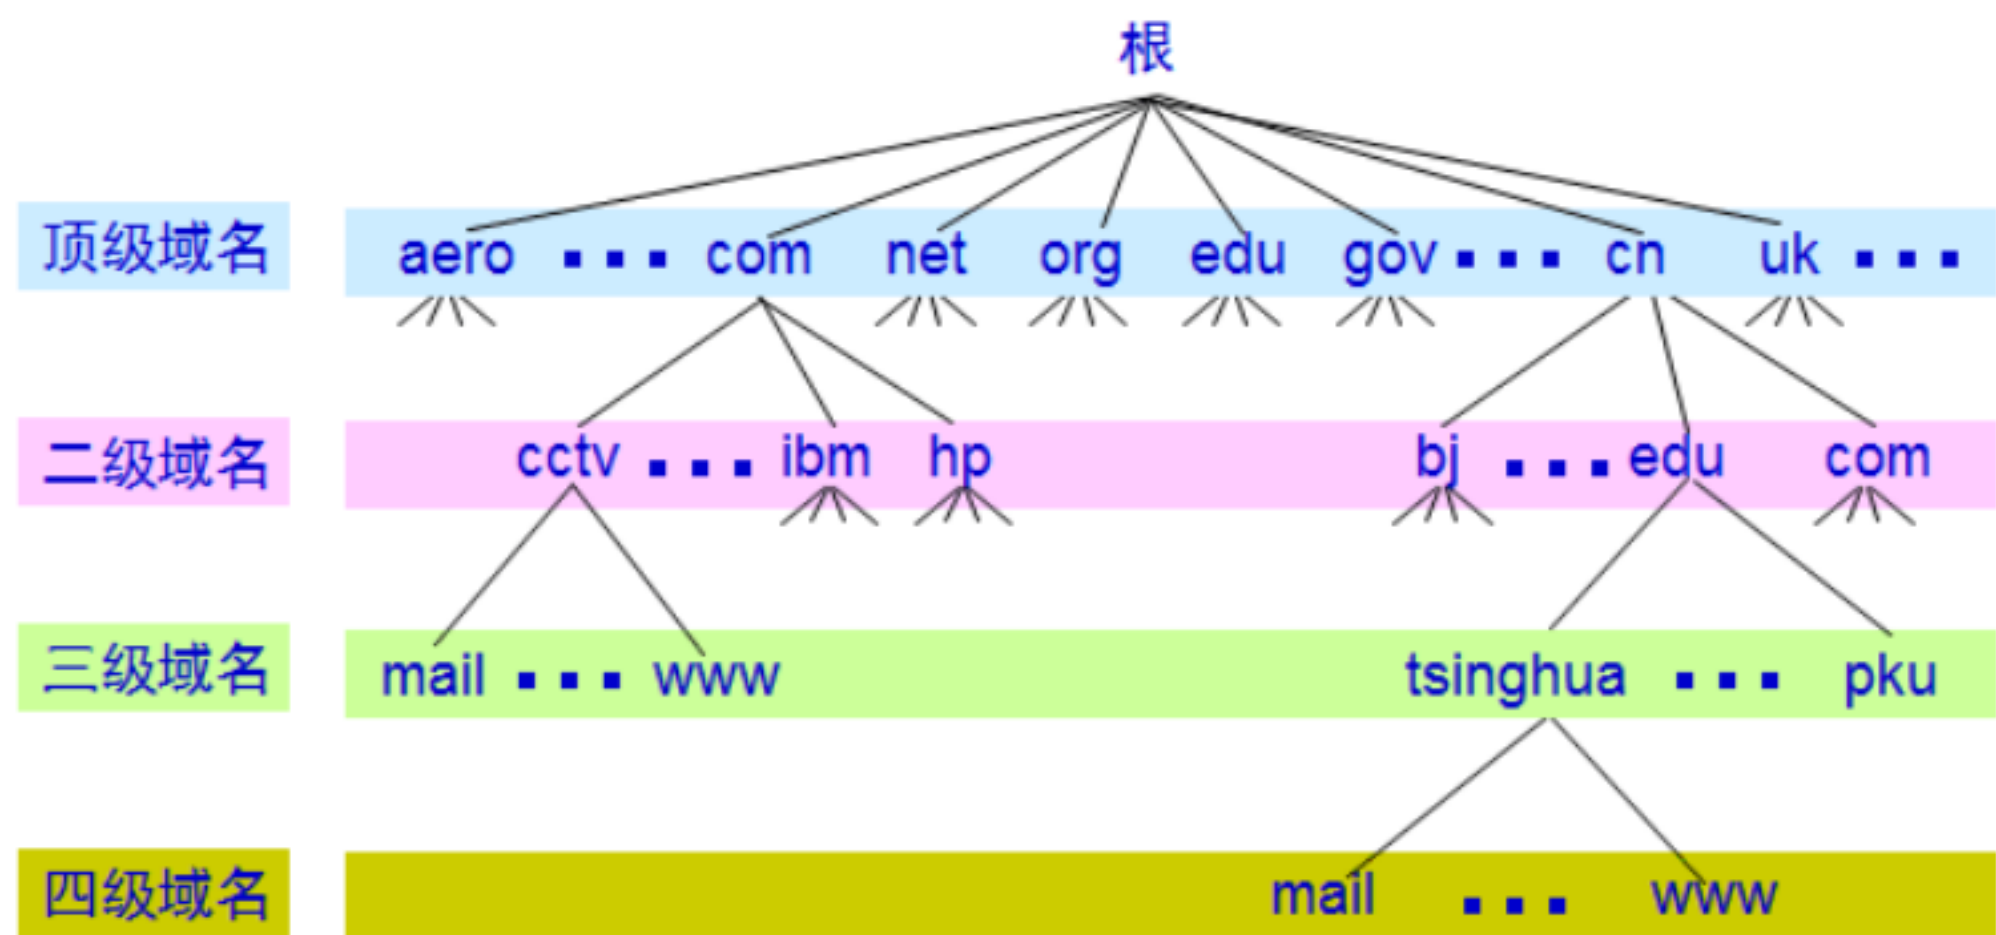 根
顶级域名 aero ... com net org edu gov ... cn uk ...
二级域名 cctv ... ibm hp bj ... edu com
三级域名 mail ... www tsinghua ... pku
四级域名 mail ... www